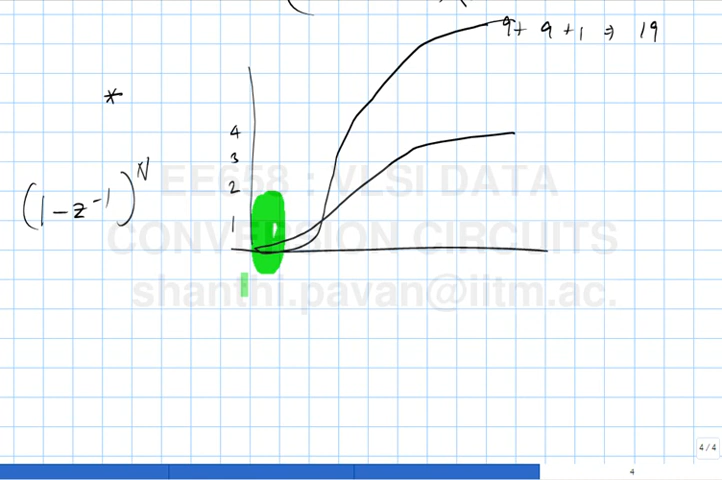 9 + 9 + 1 ⇒ 19
*
4
3
2
1
(1 - z⁻¹)ᴺ
EE658 : VLSI DATA
CONVERSION CIRCUITS
shanthi.pavan@iitm.ac.
4 / 4
4